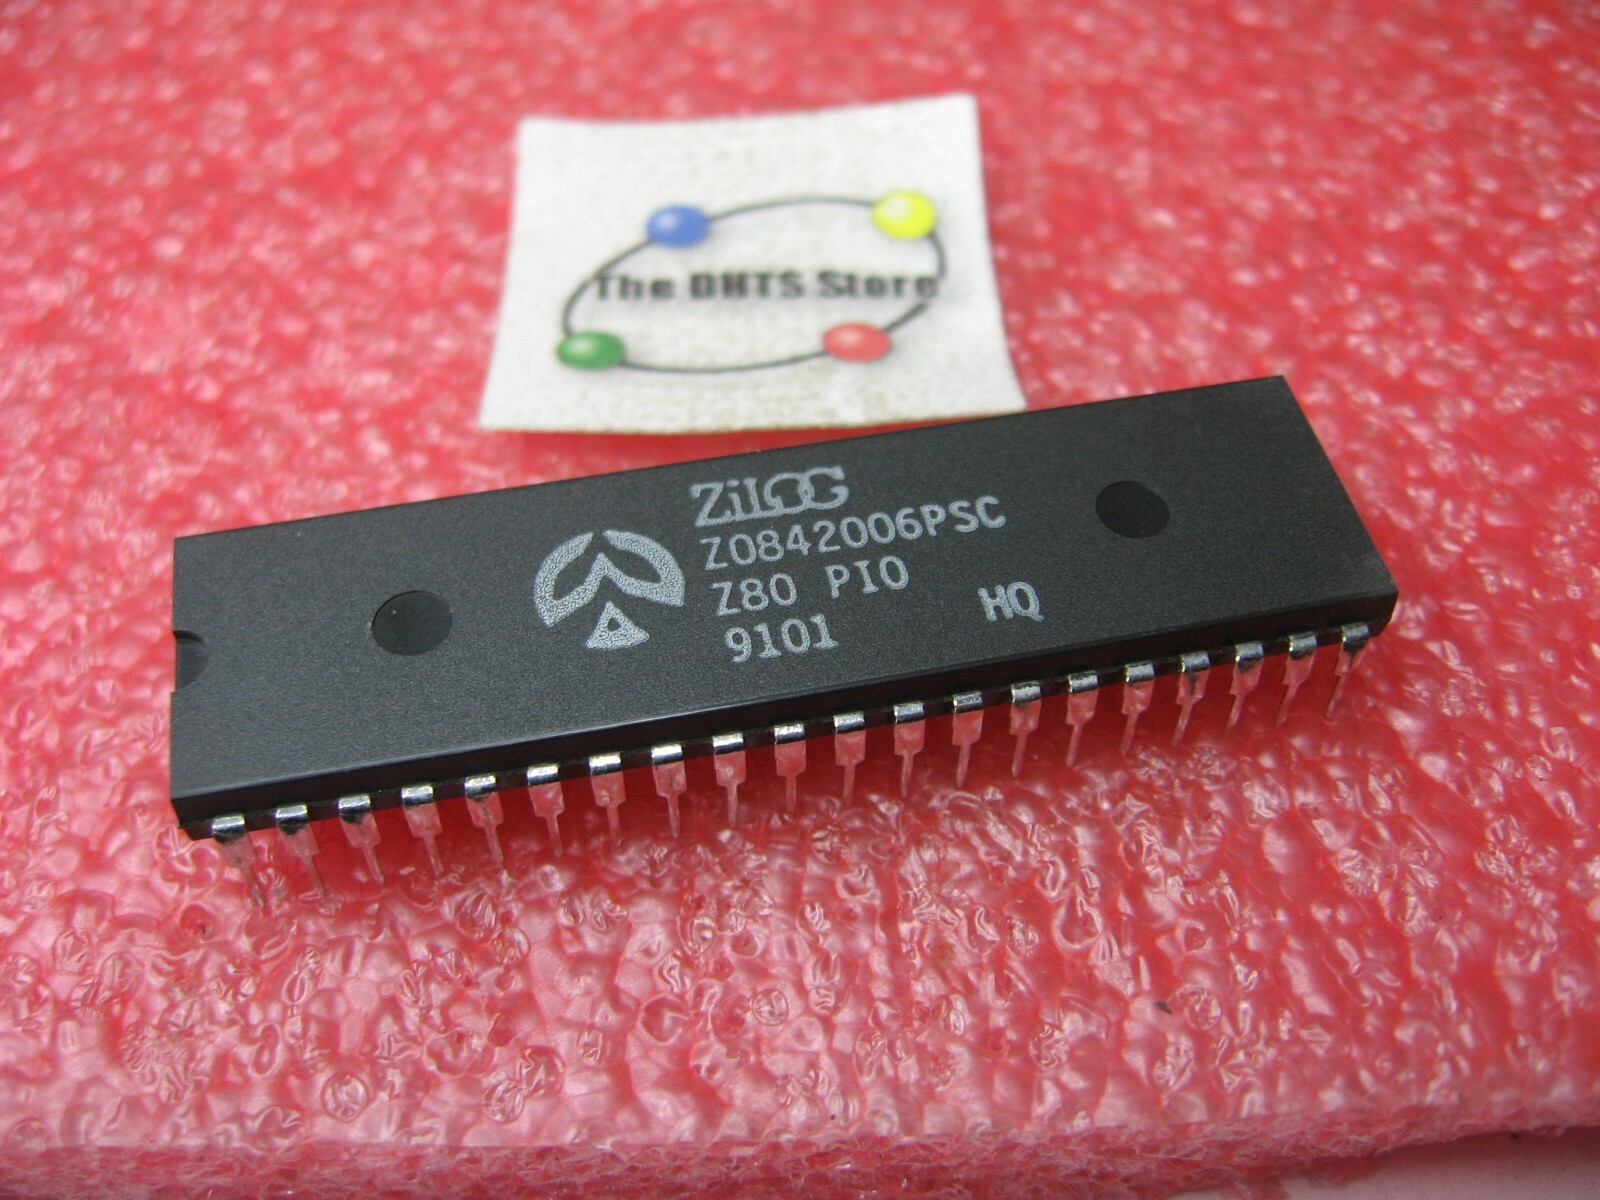 The DHTS Store
ZiLOG
Z0842006PSC
Z80 PIO
9101 HQ